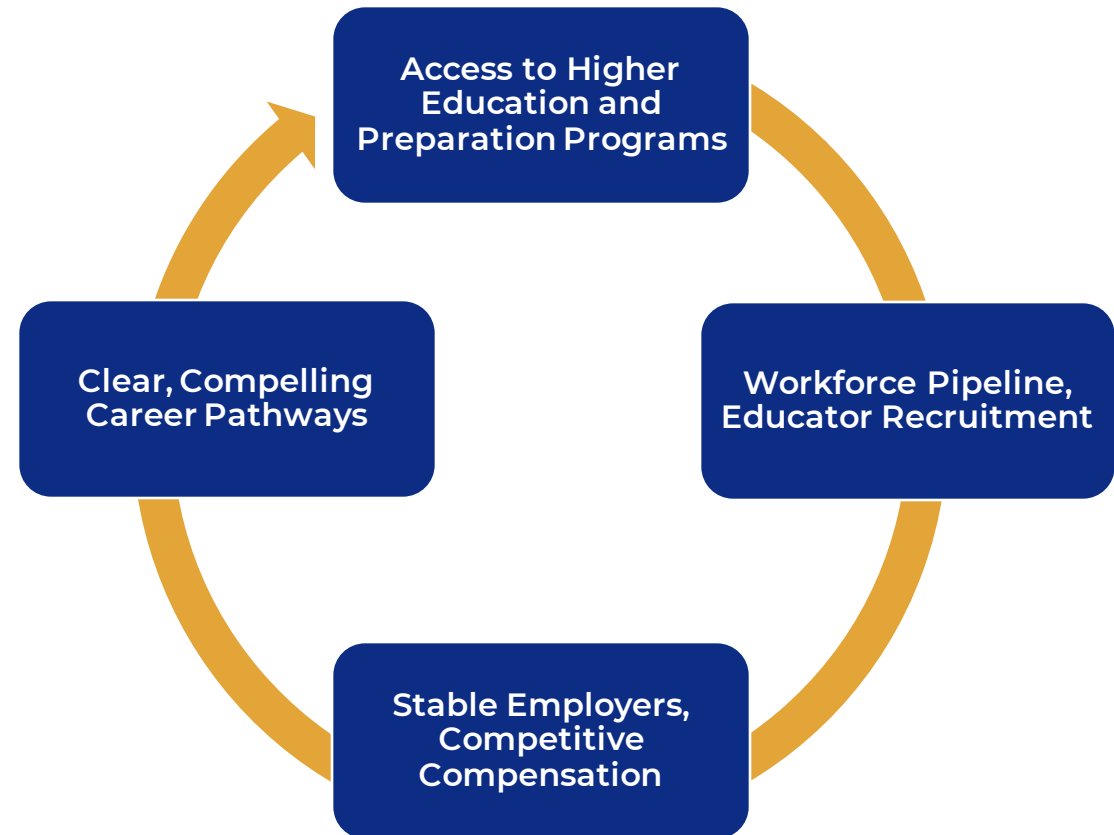 Access to Higher
Education and
Preparation Programs
Clear, Compelling
Career Pathways
Workforce Pipeline,
Educator Recruitment
Stable Employers,
Competitive
Compensation